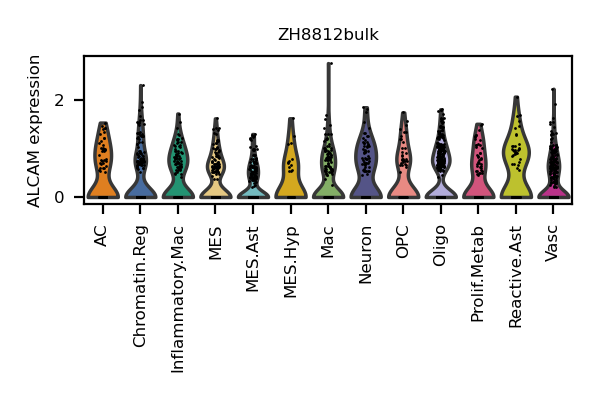 ZH8812bulk
ALCAM expression
2
0
AC
Chromatin.Reg
Inflammatory.Mac
MES
MES.Ast
MES.Hyp
Mac
Neuron
OPC
Oligo
Prolif.Metab
Reactive.Ast
Vasc